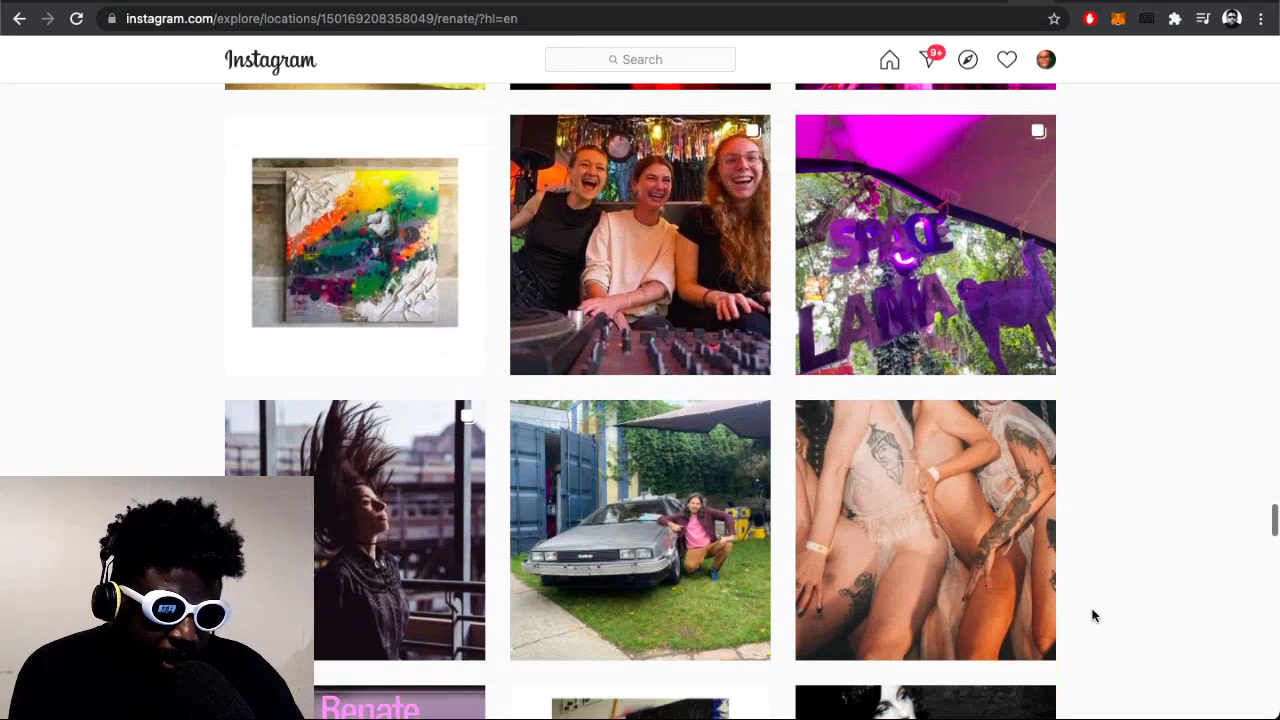 instagram.com/explore/locations/150169208358049/renate/?hl=en
Instagram
Search
9+
SPACE
LAMA
Renate